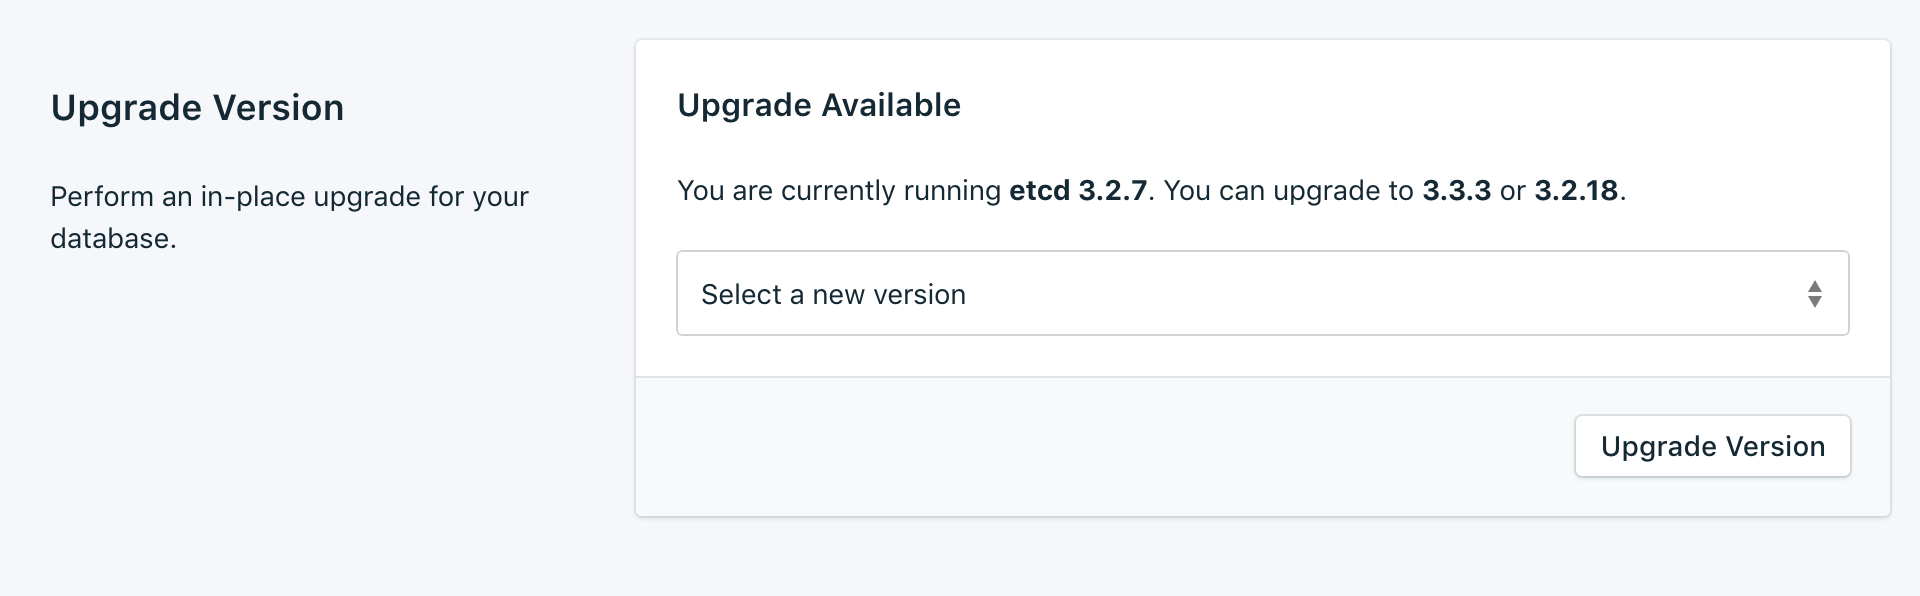 Upgrade Version
Perform an in-place upgrade for your
database.
Upgrade Available
You are currently running etcd 3.2.7. You can upgrade to 3.3.3 or 3.2.18.
Select a new version
Upgrade Version